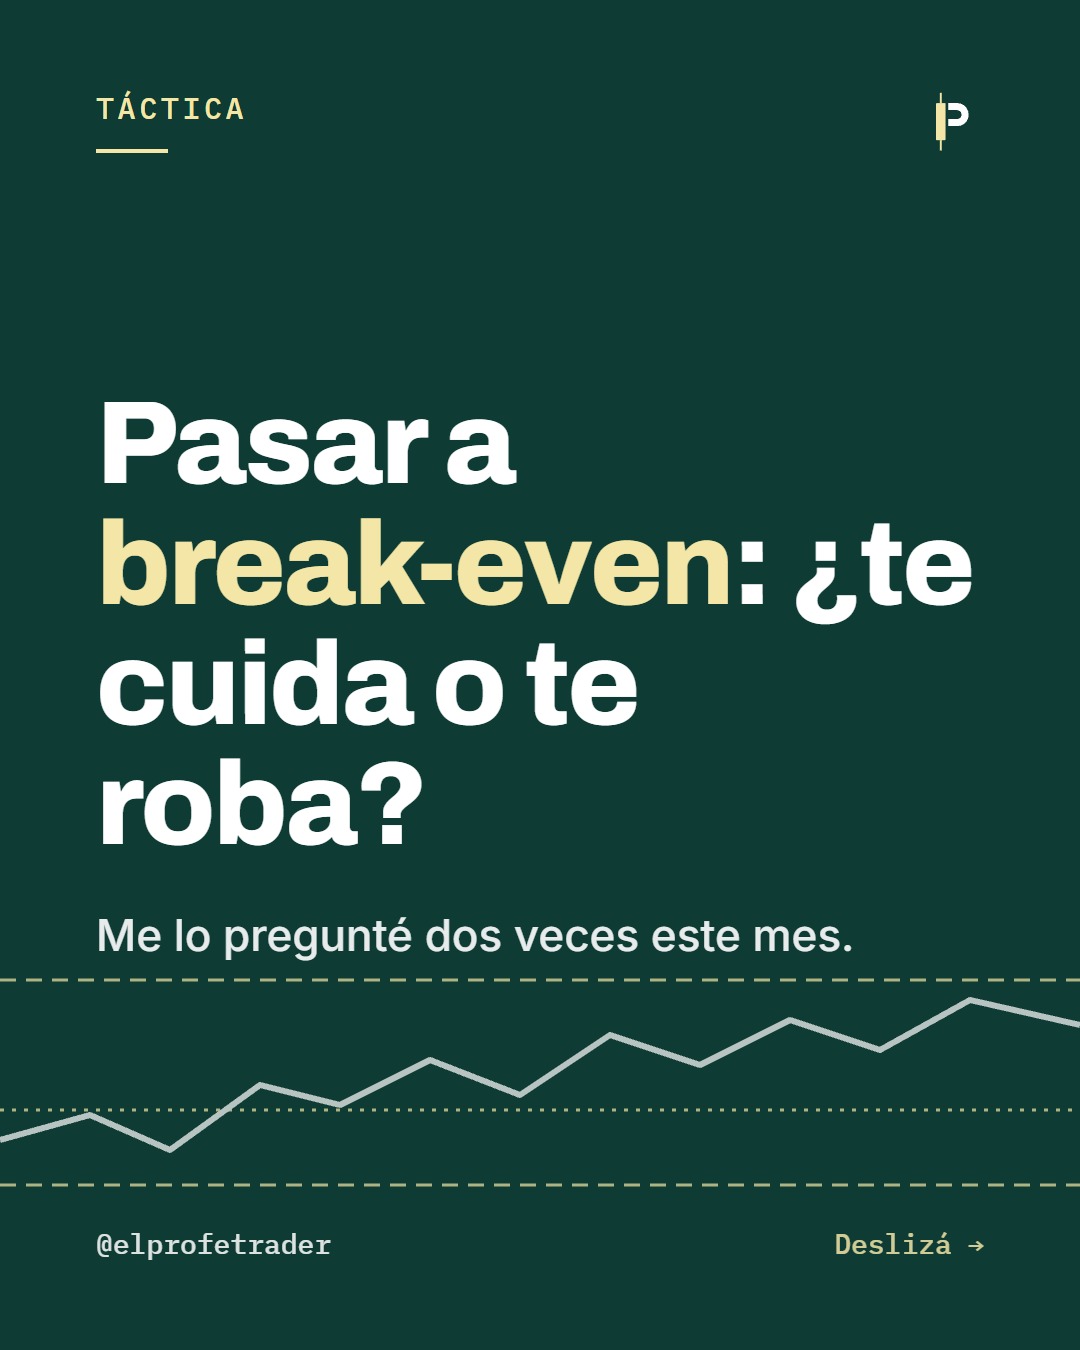 TÁCTICA
P
Pasar a
break-even: ¿te
cuida o te
roba?
Me lo pregunté dos veces este mes.
@elprofetrader
Deslizá →